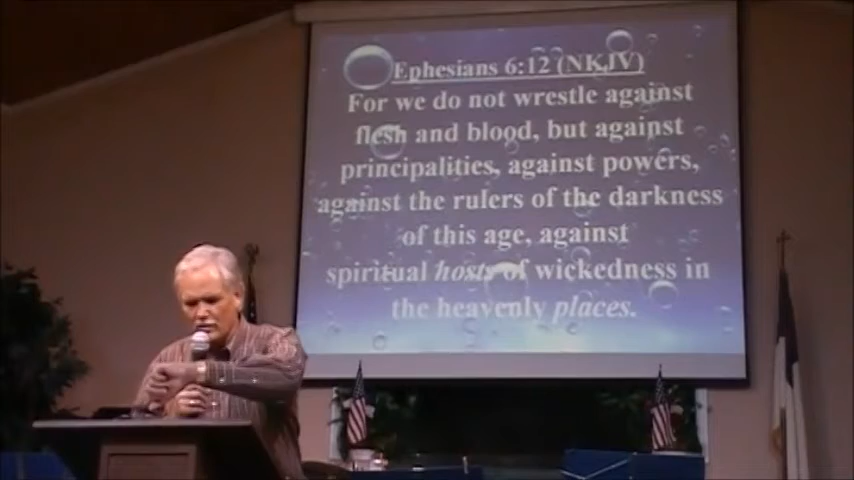 Ephesians 6:12 (NKJV)
For we do not wrestle against
flesh and blood, but against
principalities, against powers,
against the rulers of the darkness
of this age, against
spiritual hosts of wickedness in
the heavenly places.